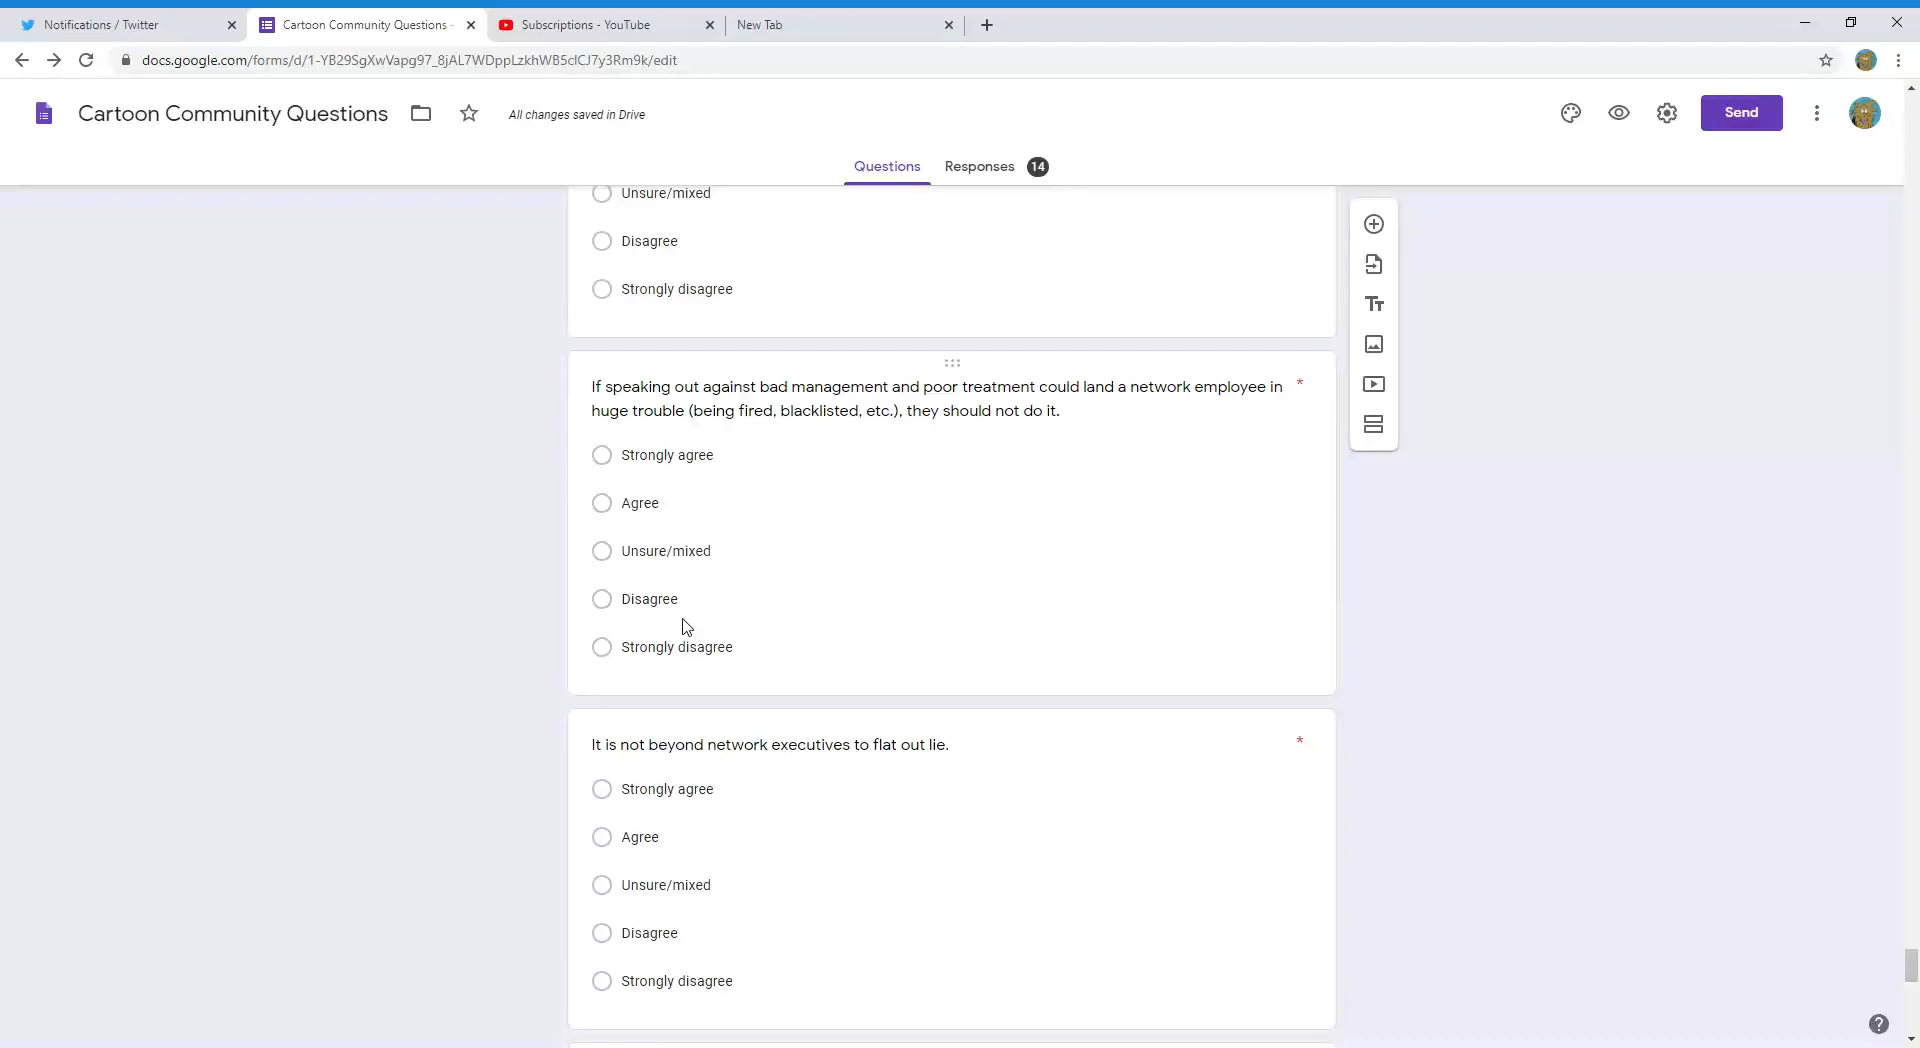 Notifications / Twitter
Cartoon Community Questions -
Subscriptions - YouTube
New Tab
docs.google.com/forms/d/1-YB29SgXwVapg97_8jAL7WDppLzkhWB5clCJ7y3Rm9k/edit
Cartoon Community Questions
All changes saved in Drive
Send
Questions
Responses 14
Unsure/mixed
Disagree
Strongly disagree
If speaking out against bad management and poor treatment could land a network employee in *
huge trouble (being fired, blacklisted, etc.), they should not do it.
Strongly agree
Agree
Unsure/mixed
Disagree
Strongly disagree
It is not beyond network executives to flat out lie. *
Strongly agree
Agree
Unsure/mixed
Disagree
Strongly disagree